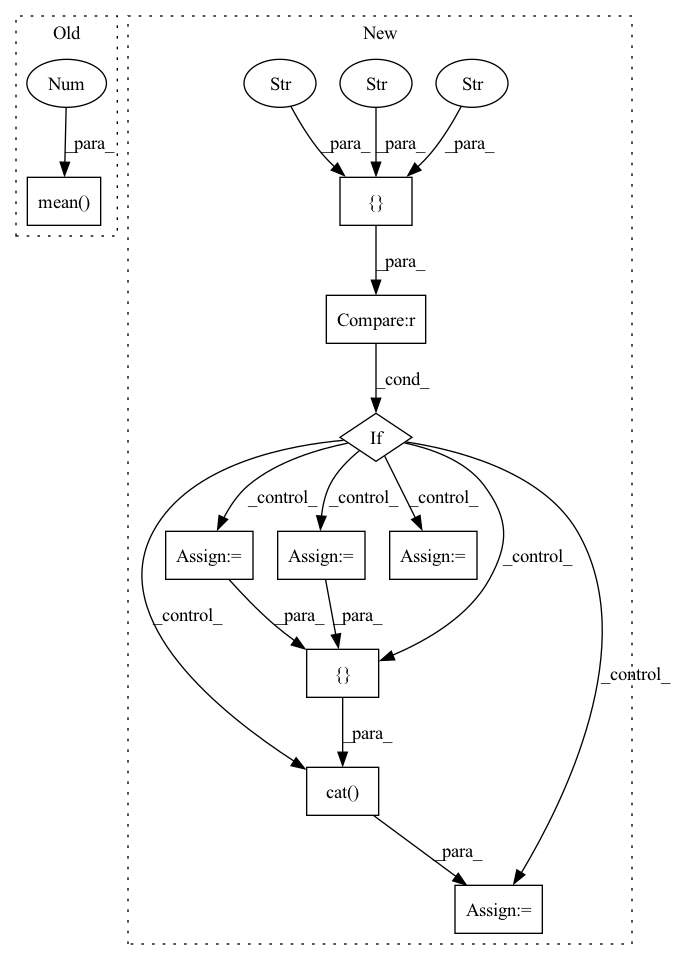 Old
New
Num
Str
Str
Str
_para_
_para_
_para_
_para_
mean()
{}
_para_
Compare:r
_cond_
If
_control_
_control_
_control_
Assign:=
Assign:=
Assign:=
_control_
_control_
_para_
_para_
{}
_control_
_para_
cat()
_para_
Assign:=